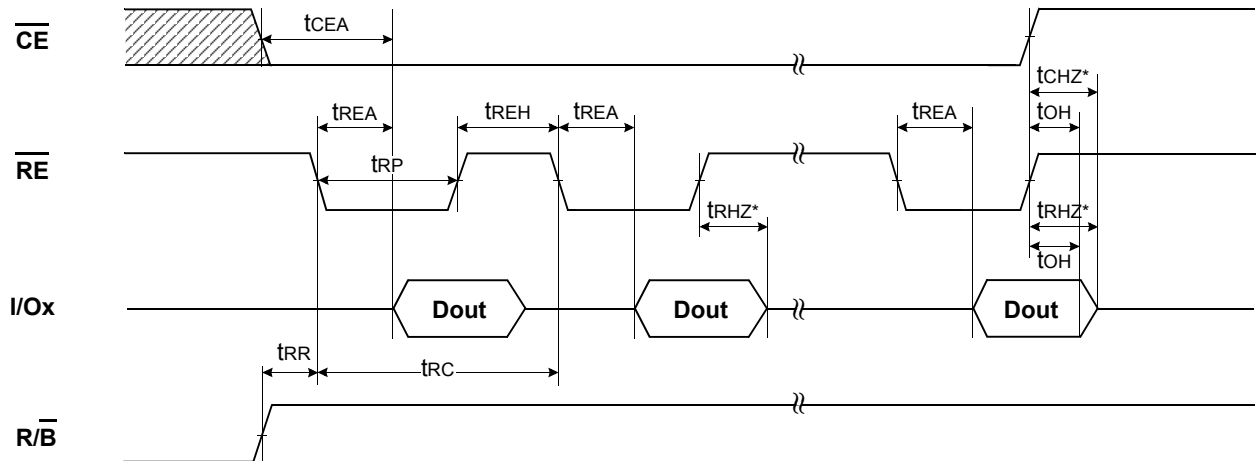 CE
tCEA
tCHZ*
tREA
tREH
tREA
tREA
tOH
RE
tRP
tRHZ*
tRHZ*
tOH
I/Ox
Dout
Dout
Dout
tRR
tRC
R/B